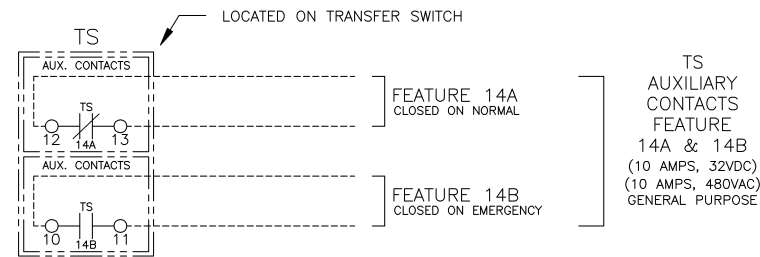 LOCATED ON TRANSFER SWITCH
TS
AUX. CONTACTS
TS
12
13
14A
FEATURE 14A
CLOSED ON NORMAL
AUX. CONTACTS
TS
10
11
14B
FEATURE 14B
CLOSED ON EMERGENCY
TS
AUXILIARY
CONTACTS
FEATURE
14A & 14B
(10 AMPS, 32VDC)
(10 AMPS, 480VAC)
GENERAL PURPOSE